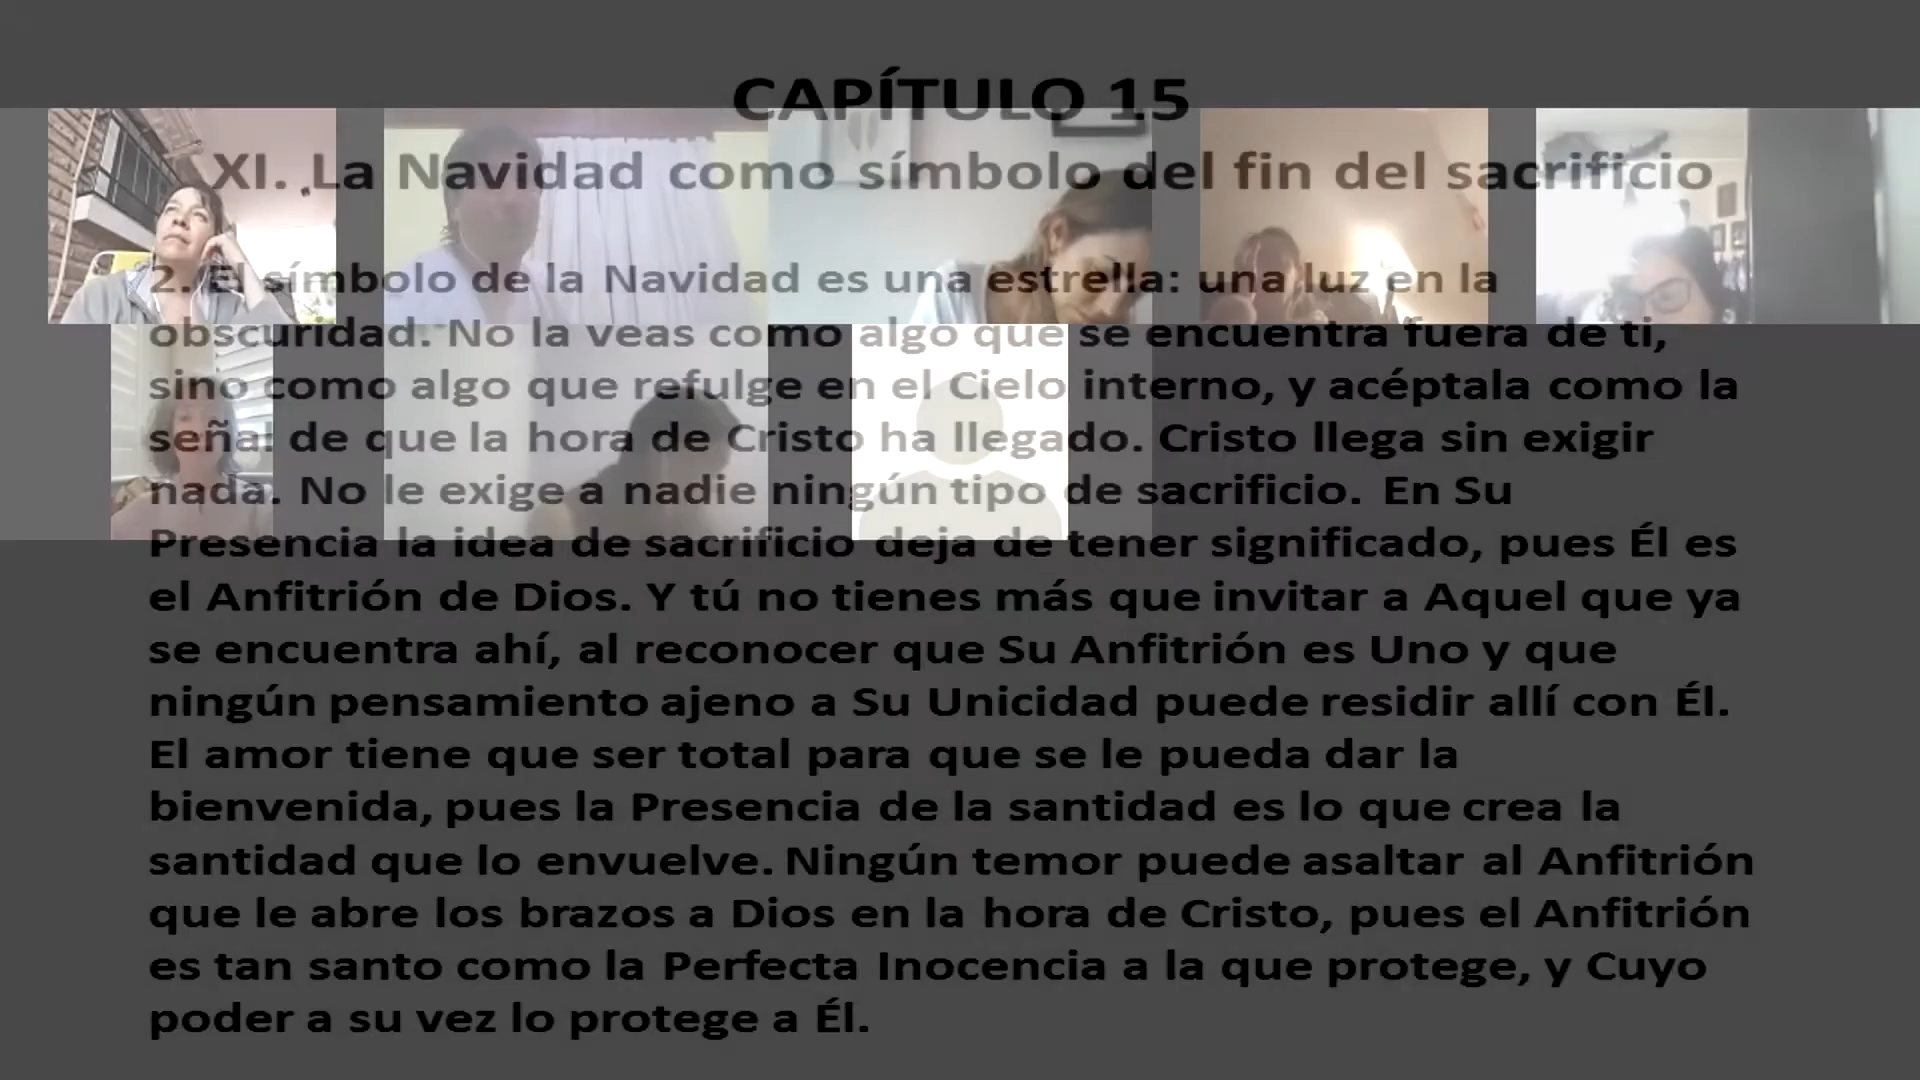 CAPÍTULO 15
XI. La Navidad como símbolo del fin del sacrificio
2. El símbolo de la Navidad es una estrella: una luz en la
obscuridad. No la veas como algo que se encuentra fuera de ti,
sino como algo que refulge en el Cielo interno, y acéptala como la
señal de que la hora de Cristo ha llegado. Cristo llega sin exigir
nada. No le exige a nadie ningún tipo de sacrificio. En Su
Presencia la idea de sacrificio deja de tener significado, pues Él es
el Anfitrión de Dios. Y tú no tienes más que invitar a Aquel que ya
se encuentra ahí, al reconocer que Su Anfitrión es Uno y que
ningún pensamiento ajeno a Su Unicidad puede residir allí con Él.
El amor tiene que ser total para que se le pueda dar la
bienvenida, pues la Presencia de la santidad es lo que crea la
santidad que lo envuelve. Ningún temor puede asaltar al Anfitrión
que le abre los brazos a Dios en la hora de Cristo, pues el Anfitrión
es tan santo como la Perfecta Inocencia a la que protege, y Cuyo
poder a su vez lo protege a Él.